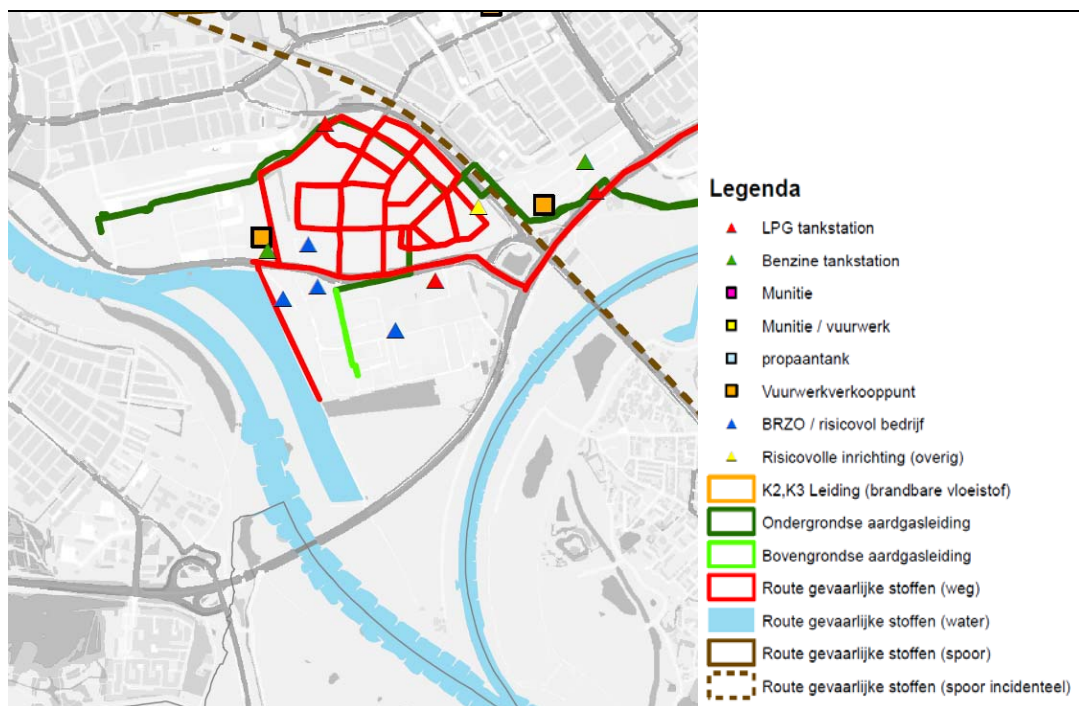 Legenda
LPG tankstation
Benzine tankstation
Munitie
Munitie / vuurwerk
propaantank
Vuurwerkverkooppunt
BRZO / risicovol bedrijf
Risicovolle inrichting (overig)
K2,K3 Leiding (brandbare vloeistof)
Ondergrondse aardgasleiding
Bovengrondse aardgasleiding
Route gevaarlijke stoffen (weg)
Route gevaarlijke stoffen (water)
Route gevaarlijke stoffen (spoor)
Route gevaarlijke stoffen (spoor incidenteel)